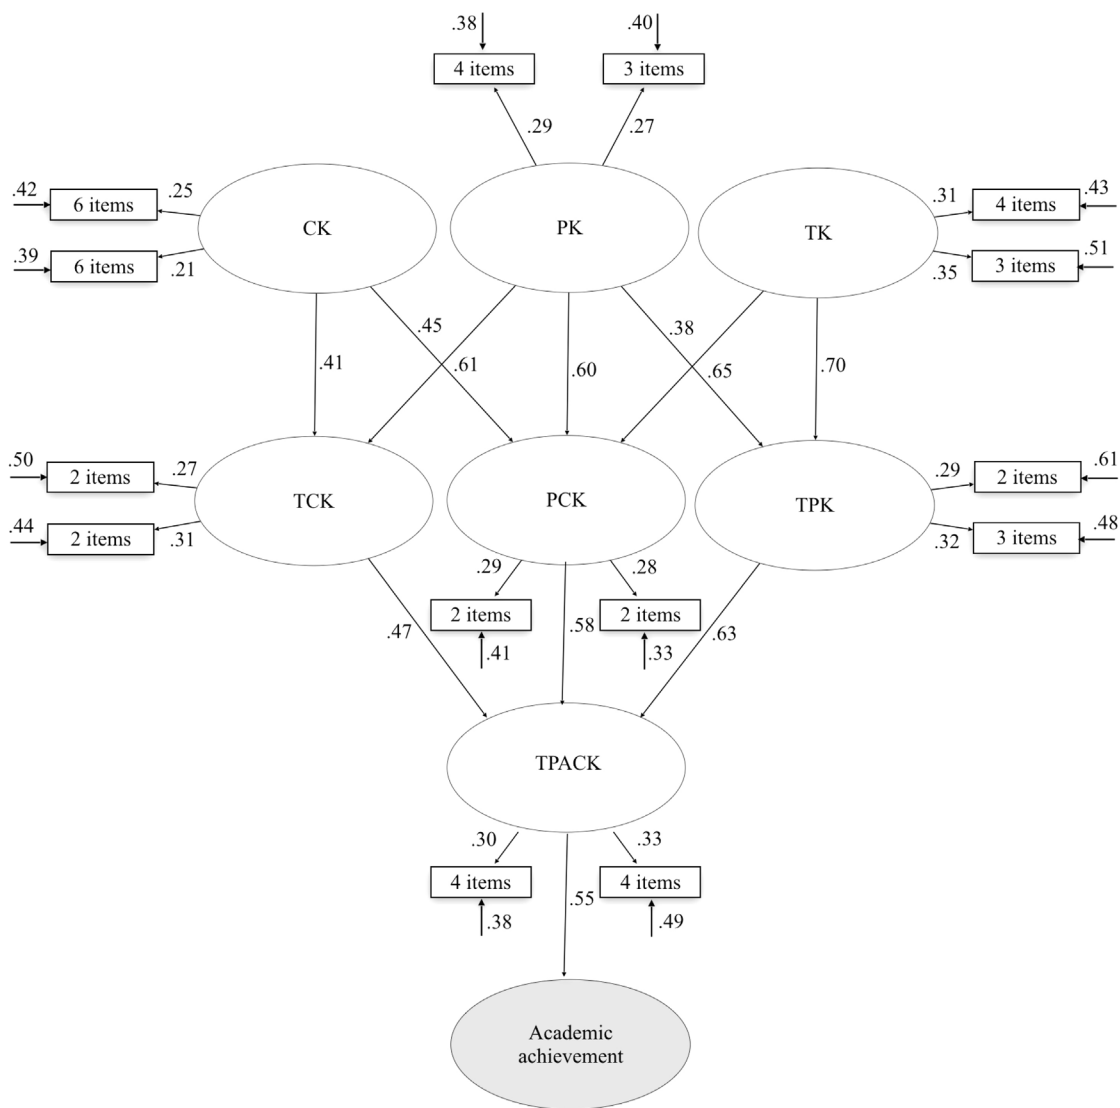 .38
.40
4 items
3 items
.29
.27
.42
6 items
.25
CK
PK
TK
.31
4 items
.43
.39
6 items
.21
.35
3 items
.51
.45
.38
.41
.61
.60
.65
.70
.50
2 items
.27
TCK
PCK
TPK
.29
2 items
.61
.44
2 items
.31
.32
3 items
.48
.29
.28
2 items
2 items
.47
.58
.63
.41
.33
TPACK
.30
.33
4 items
4 items
.55
.38
.49
Academic
achievement